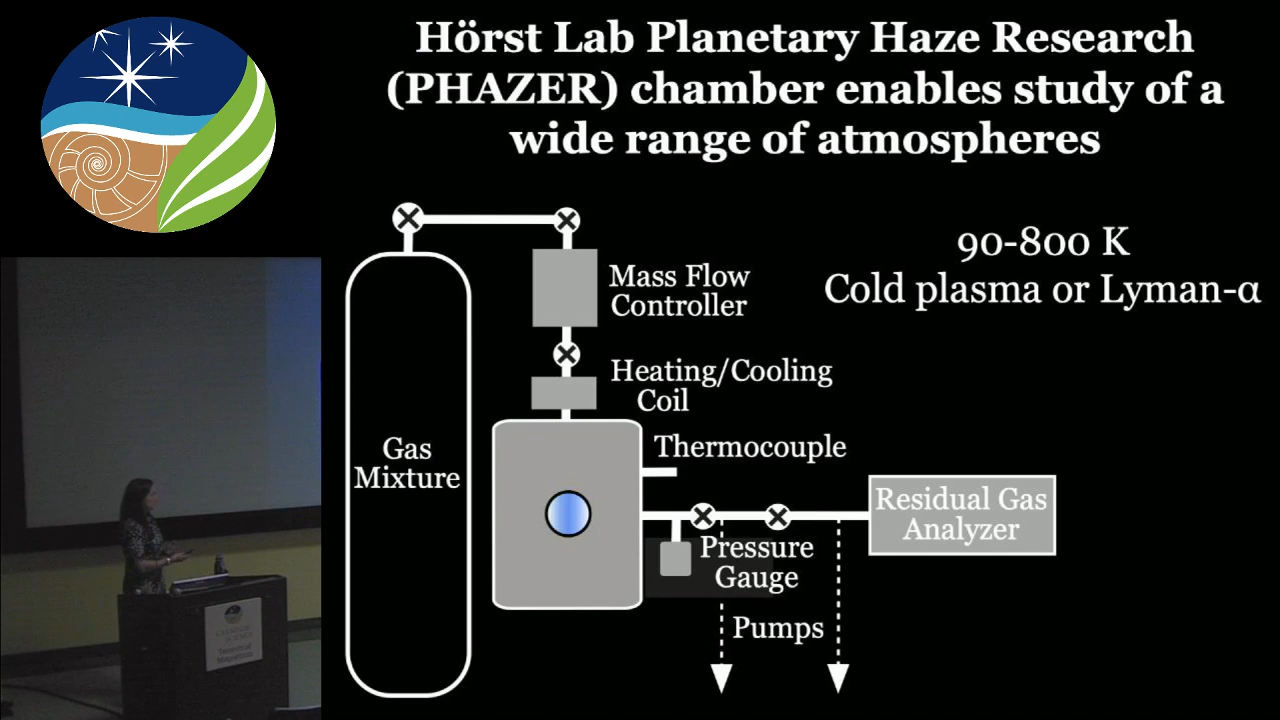 Hörst Lab Planetary Haze Research
(PHAZER) chamber enables study of a
wide range of atmospheres
90-800 K
Cold plasma or Lyman-α
Mass Flow
Controller
Heating/Cooling
Coil
Thermocouple
Gas
Mixture
Residual Gas
Analyzer
Pressure
Gauge
Pumps